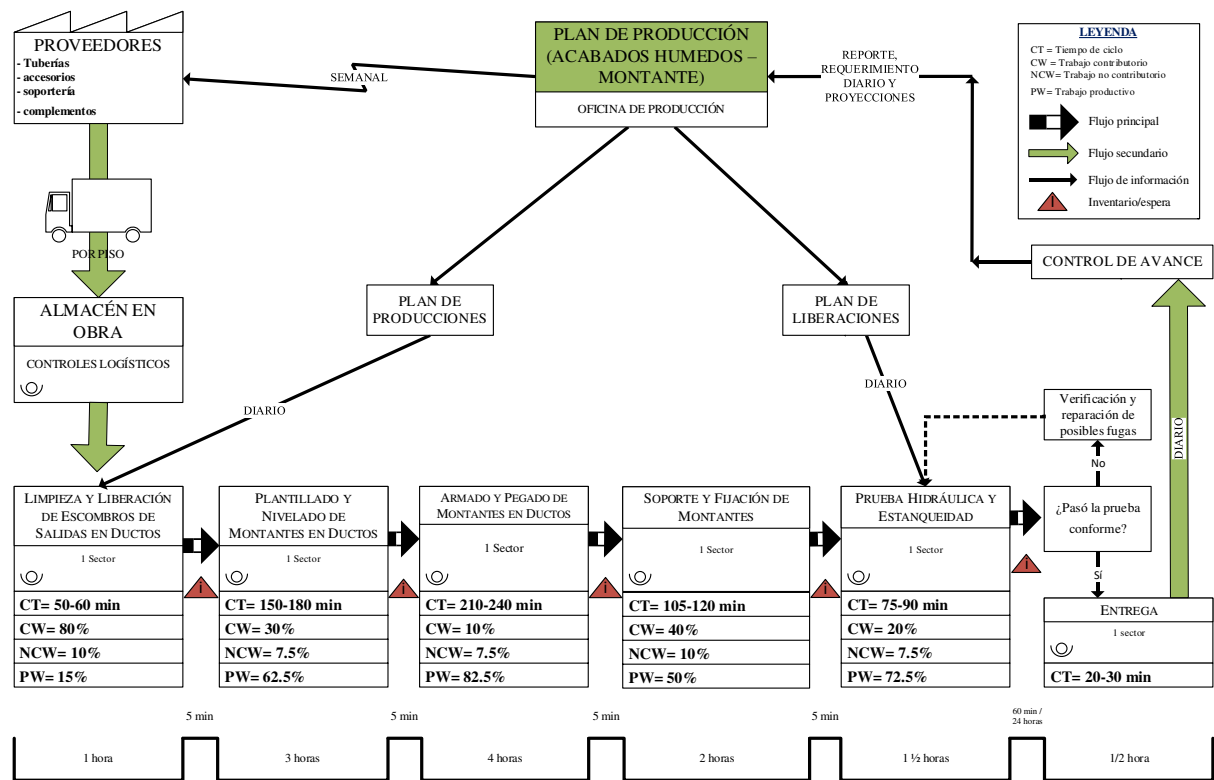 PROVEEDORES
- Tuberías
- accesorios
- soportería
- complementos
SEMANAL
PLAN DE PRODUCCIÓN
(ACABADOS HUMEDOS –
MONTANTE)
OFICINA DE PRODUCCIÓN
REPORTE,
REQUERIMIENTO
DIARIO Y
PROYECCIONES
LEYENDA
CT = Tiempo de ciclo
CW = Trabajo contributorio
NCW= Trabajo no contributorio
PW= Trabajo productivo
Flujo principal
Flujo secundario
Flujo de información
i
Inventario/espera
POR PISO
CONTROL DE AVANCE
ALMACÉN EN
OBRA
CONTROLES LOGÍSTICOS
PLAN DE
PRODUCCIONES
PLAN DE
LIBERACIONES
DIARIO
DIARIO
DIARIO
Verificación y
reparación de
posibles fugas
No
¿Pasó la prueba
conforme?
Sí
LIMPIEZA Y LIBERACIÓN
DE ESCOMBROS DE
SALIDAS EN DUCTOS
1 Sector
CT= 50-60 min
CW= 80%
NCW= 10%
PW= 15%
i
PLANTILLADO Y
NIVELADO DE
MONTANTES EN DUCTOS
1 Sector
CT= 150-180 min
CW= 30%
NCW= 7.5%
PW= 62.5%
i
ARMADO Y PEGADO DE
MONTANTES EN DUCTOS
1 Sector
CT= 210-240 min
CW= 10%
NCW= 7.5%
PW= 82.5%
i
SOPORTE Y FIJACIÓN DE
MONTANTES
1 Sector
CT= 105-120 min
CW= 40%
NCW= 10%
PW= 50%
i
PRUEBA HIDRÁULICA Y
ESTANQUEIDAD
1 Sector
CT= 75-90 min
CW= 20%
NCW= 7.5%
PW= 72.5%
i
ENTREGA
1 sector
CT= 20-30 min
5 min
5 min
5 min
5 min
60 min /
24 horas
1 hora
3 horas
4 horas
2 horas
1 ½ horas
1/2 hora